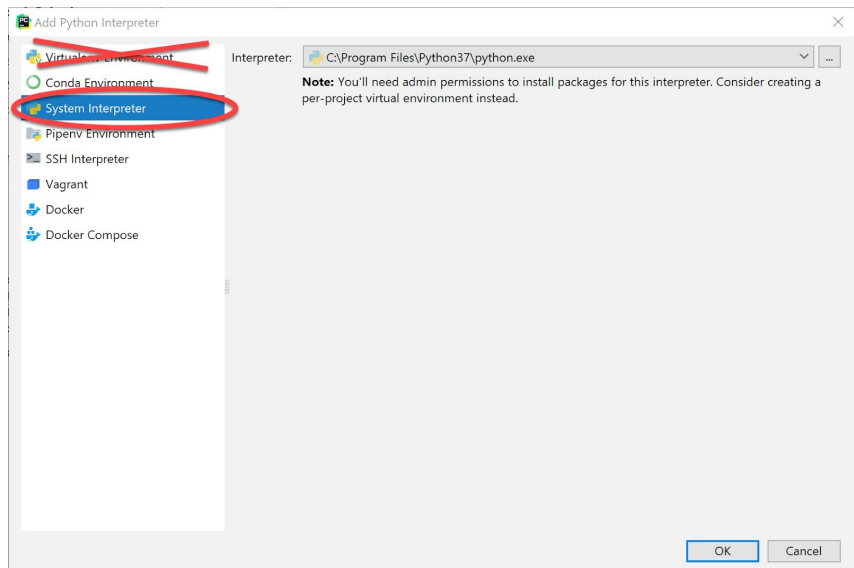 Add Python Interpreter
Virtualenv Environment
Interpreter: C:\Program Files\Python37\python.exe ...
Conda Environment
Note: You'll need admin permissions to install packages for this interpreter. Consider creating a
per-project virtual environment instead.
System Interpreter
Pipenv Environment
SSH Interpreter
Vagrant
Docker
Docker Compose
OK Cancel